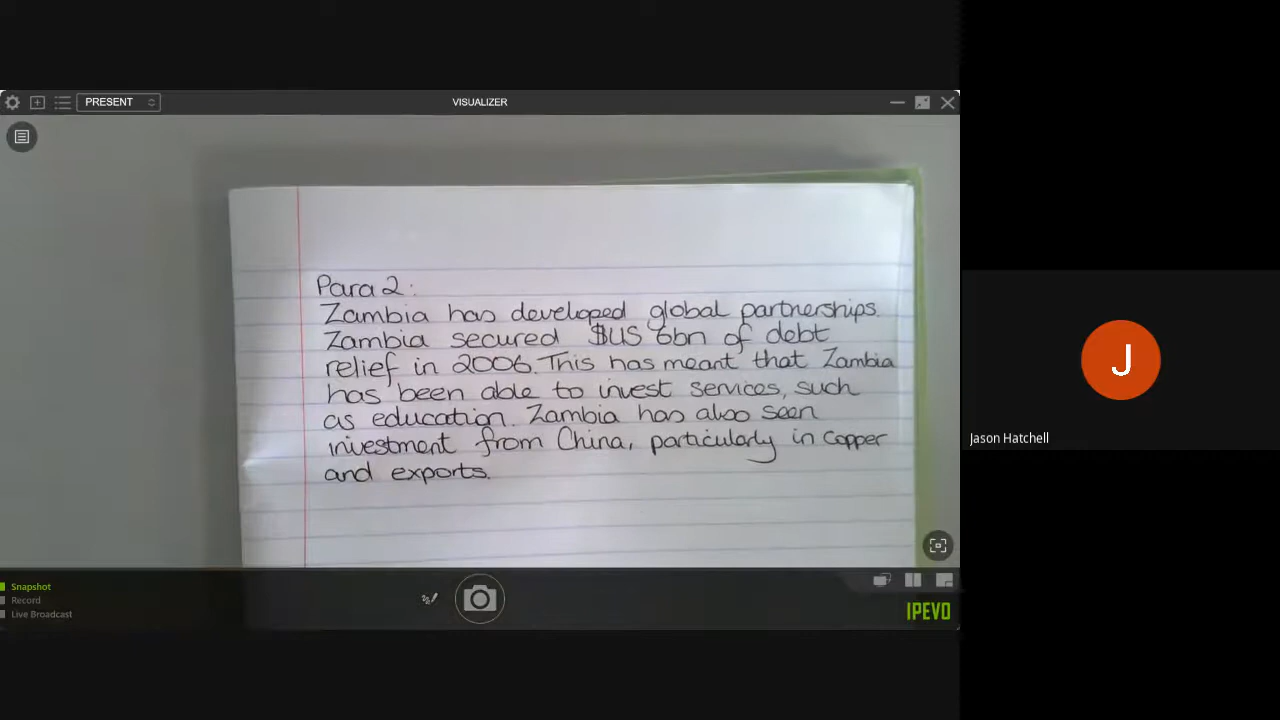 PRESENT
VISUALIZER
Para 2:
Zambia has developed global partnerships.
Zambia secured $US 6bn of debt
relief in 2006. This has meant that Zambia
has been able to invest services, such
as education. Zambia has also seen
investment from China, particularly in copper
and exports.
J
Jason Hatchell
Snapshot
Record
Live Broadcast
IPEVO